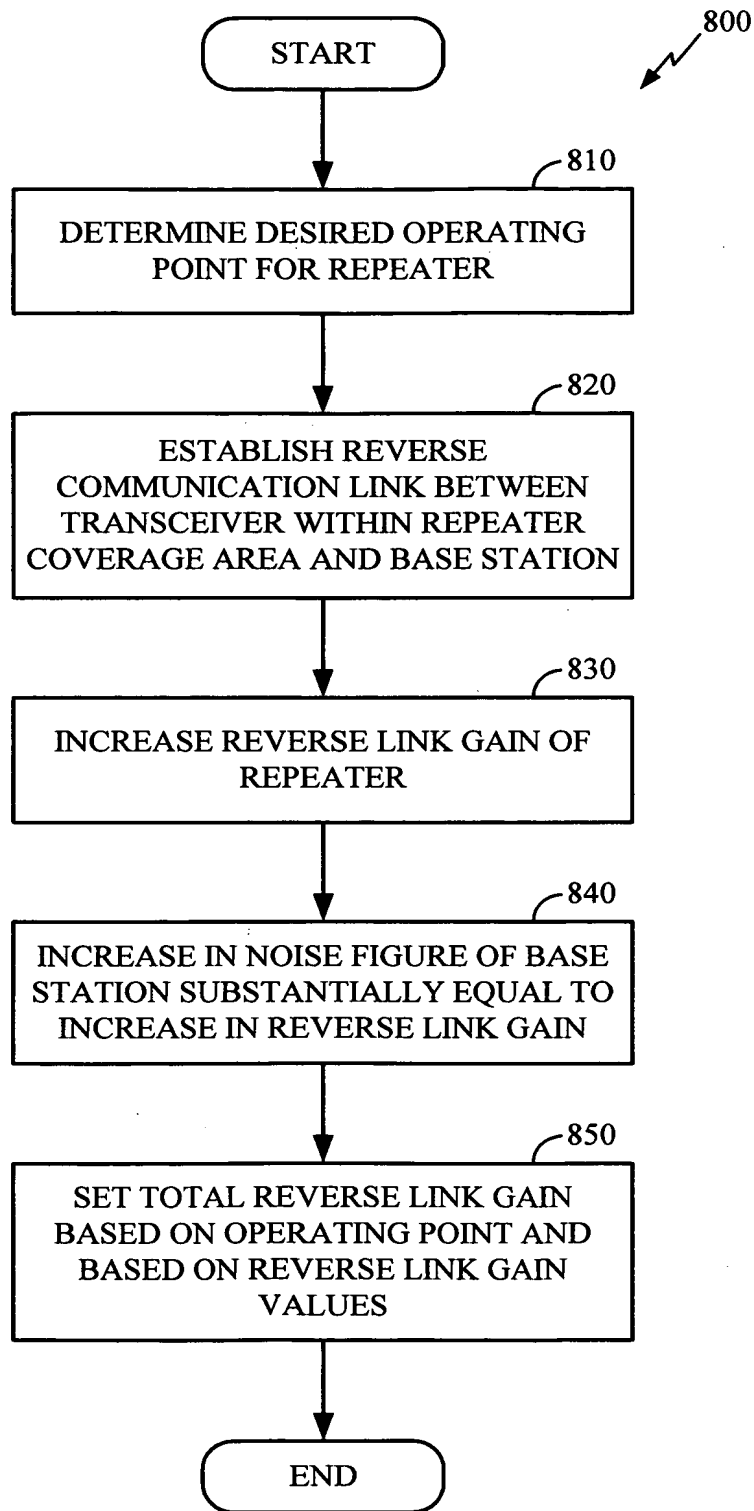 800
START
810
DETERMINE DESIRED OPERATING
POINT FOR REPEATER
820
ESTABLISH REVERSE
COMMUNICATION LINK BETWEEN
TRANSCEIVER WITHIN REPEATER
COVERAGE AREA AND BASE STATION
830
INCREASE REVERSE LINK GAIN OF
REPEATER
840
INCREASE IN NOISE FIGURE OF BASE
STATION SUBSTANTIALLY EQUAL TO
INCREASE IN REVERSE LINK GAIN
850
SET TOTAL REVERSE LINK GAIN
BASED ON OPERATING POINT AND
BASED ON REVERSE LINK GAIN
VALUES
END